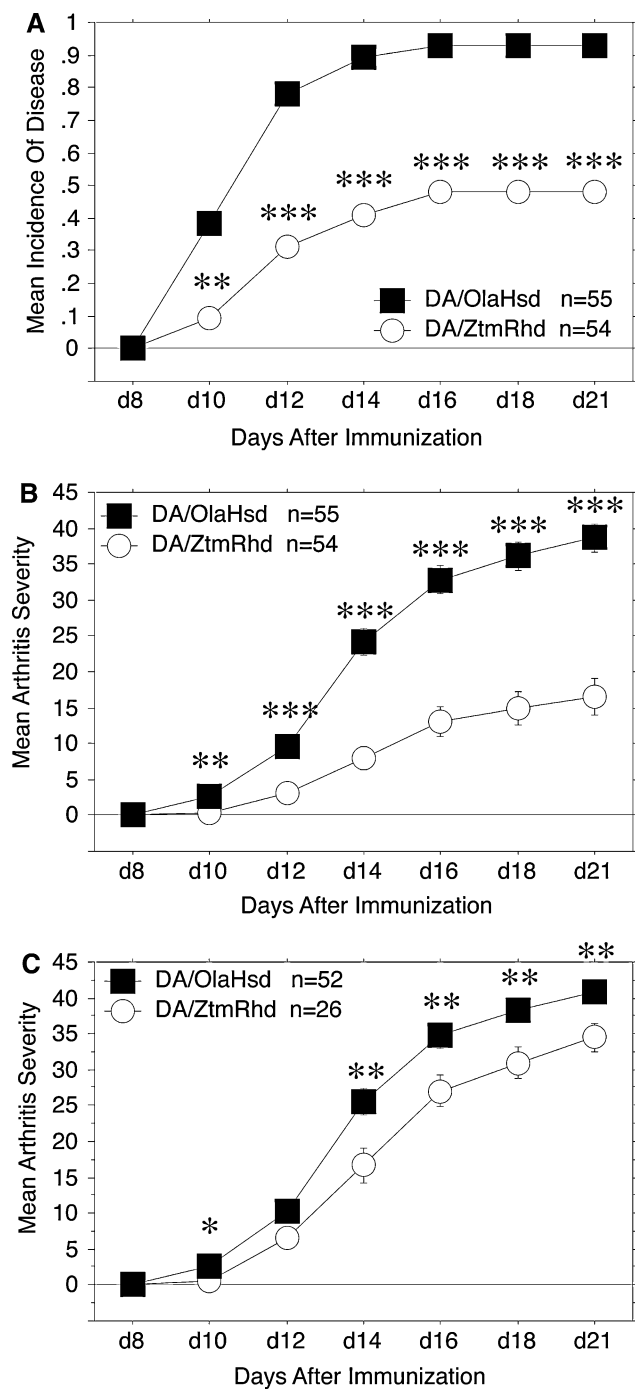 A
1
.9
.8
.7
.6
.5
.4
.3
.2
.1
0
Mean Incidence Of Disease
**
***
***
***
***
***
DA/OlaHsd n=55
DA/ZtmRhd n=54
d8 d10 d12 d14 d16 d18 d21
Days After Immunization
B
45
40
35
30
25
20
15
10
5
0
Mean Arthritis Severity
DA/OlaHsd n=55
DA/ZtmRhd n=54
**
***
***
***
***
***
d8 d10 d12 d14 d16 d18 d21
Days After Immunization
C
45
40
35
30
25
20
15
10
5
0
Mean Arthritis Severity
DA/OlaHsd n=52
DA/ZtmRhd n=26
*
**
**
**
**
d8 d10 d12 d14 d16 d18 d21
Days After Immunization